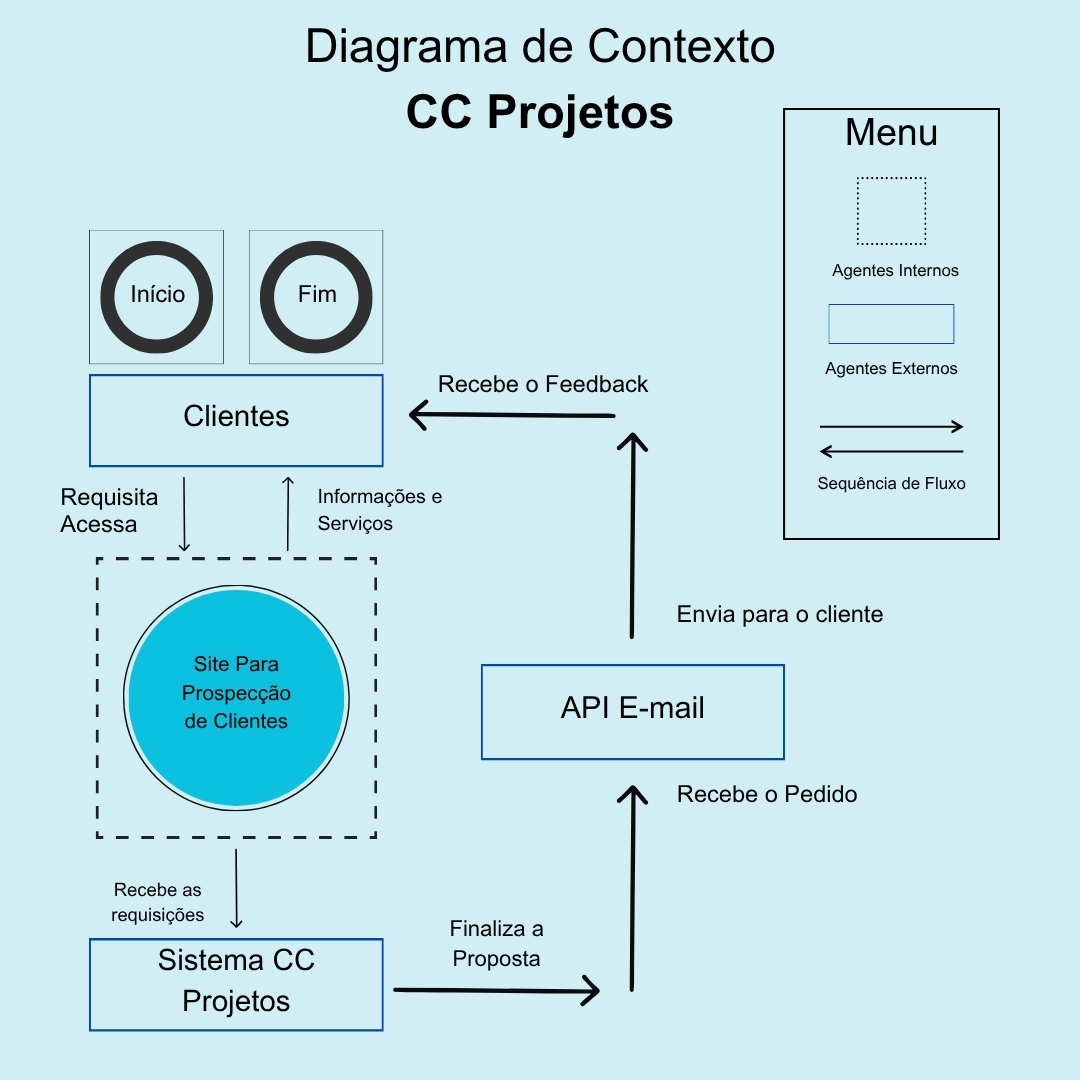 Diagrama de Contexto
CC Projetos
Menu
Agentes Internos
Agentes Externos
Sequência de Fluxo
Início
Fim
Clientes
Recebe o Feedback
Requisita
Acessa
Informações e
Serviços
Site Para
Prospecção
de Clientes
Envia para o cliente
API E-mail
Recebe o Pedido
Recebe as
requisições
Sistema CC
Projetos
Finaliza a
Proposta